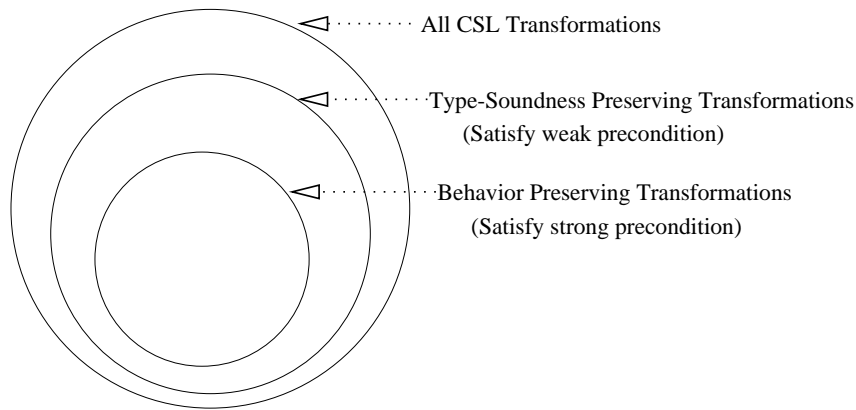 All CSL Transformations
Type-Soundness Preserving Transformations
(Satisfy weak precondition)
Behavior Preserving Transformations
(Satisfy strong precondition)